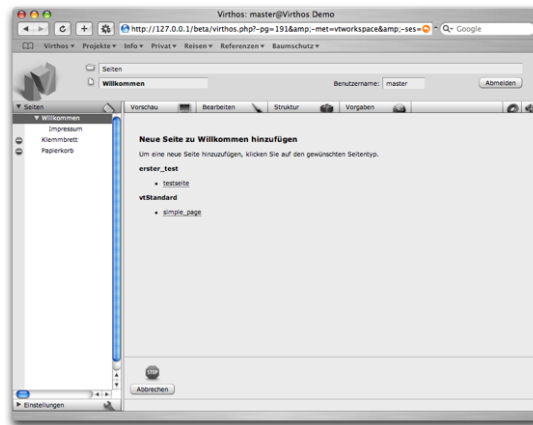 Virthos: master@Virthos Demo
http://127.0.0.1/beta/virthos.php?-pg=191&amp;-met=vtworkspace&amp;-ses=
Google
Virthos Projekte Info Privat Reisen Referenzen Baumschutz
Seiten
Willkommen
Benutzername: master
Abmelden
Seiten
Vorschau
Bearbeiten
Struktur
Vorgaben
Willkommen
Impressum
Klemmbrett
Papierkorb
Neue Seite zu Willkommen hinzufügen
Um eine neue Seite hinzuzufügen, klicken Sie auf den gewünschten Seitentyp.
erster_test
testseite
vtStandard
simple_page
STOP
Abbrechen
Einstellungen